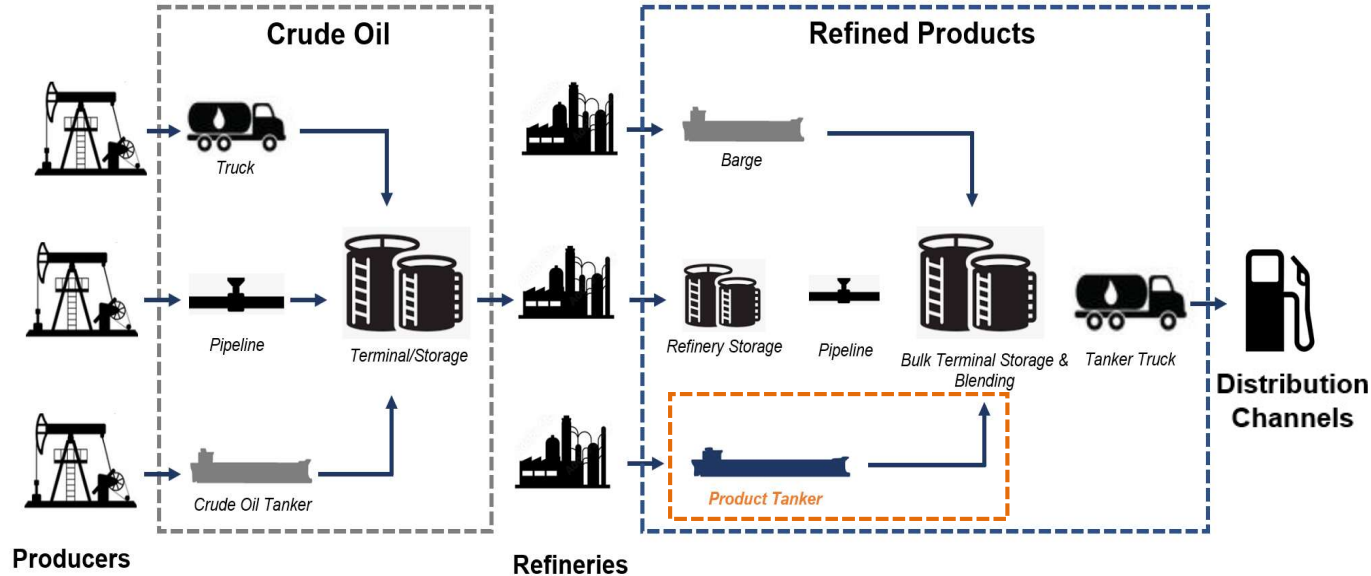 Crude Oil
Refined Products
Truck
Barge
Pipeline
Terminal/Storage
Refinery Storage
Pipeline
Bulk Terminal Storage &
Blending
Tanker Truck
Distribution
Channels
Crude Oil Tanker
Product Tanker
Producers
Refineries